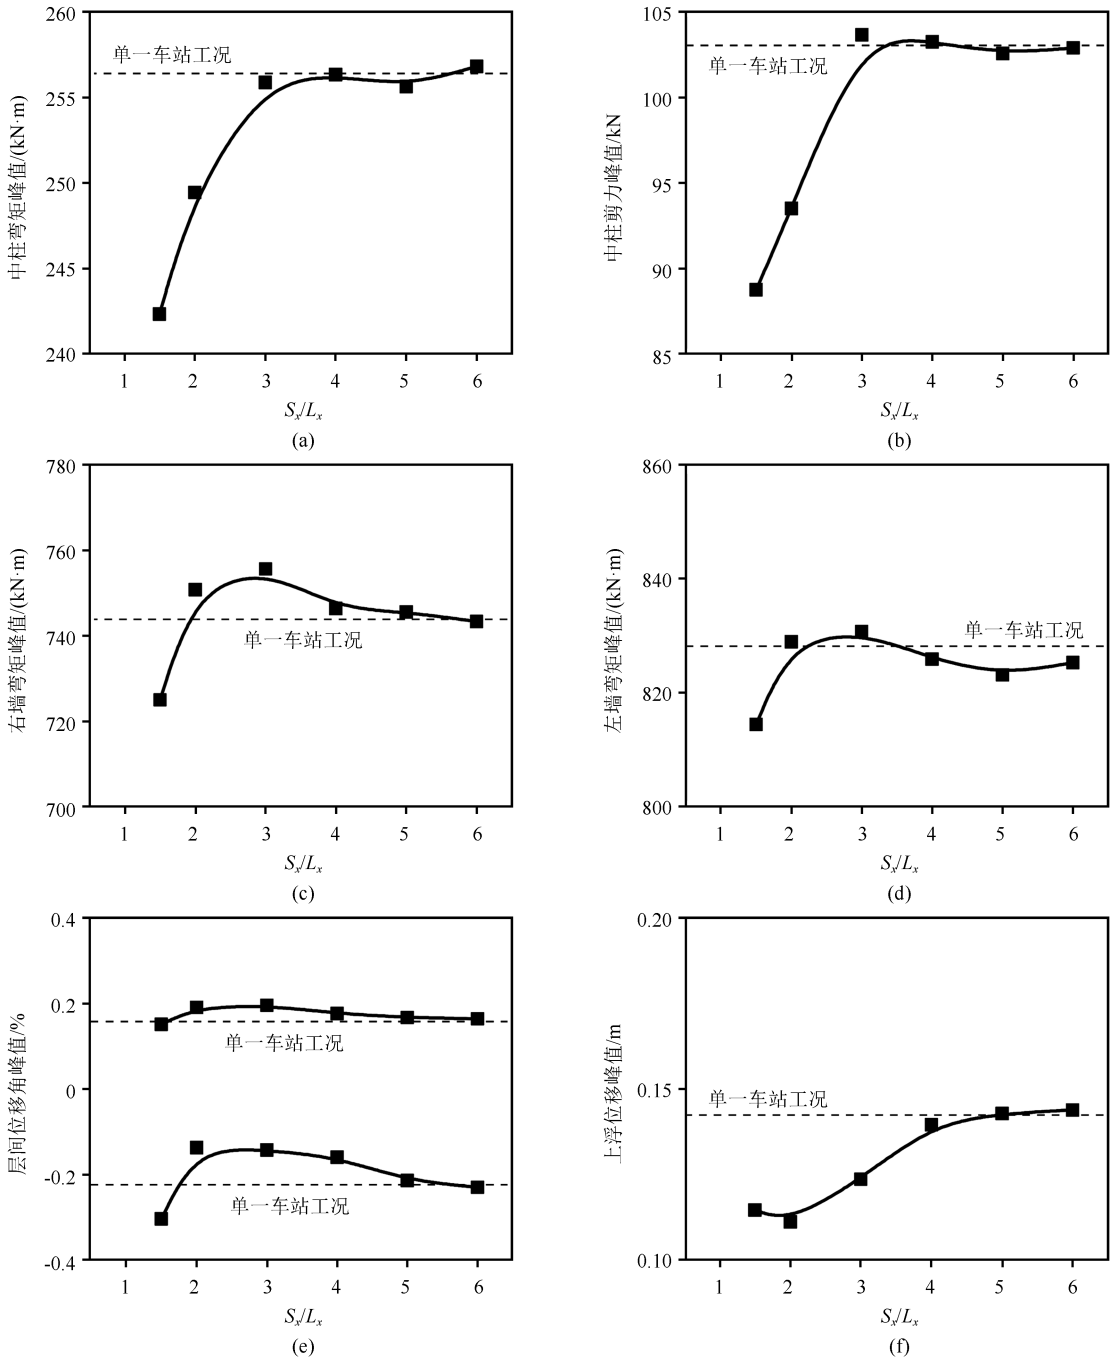 260
255
250
245
240
中柱弯矩峰值/(kN·m)
单一车站工况
1 2 3 4 5 6
Sx/Lx
(a)
105
100
95
90
85
中柱剪力峰值/kN
单一车站工况
1 2 3 4 5 6
Sx/Lx
(b)
780
760
740
720
700
右墙弯矩峰值/(kN·m)
单一车站工况
1 2 3 4 5 6
Sx/Lx
(c)
860
840
820
800
左墙弯矩峰值/(kN·m)
单一车站工况
1 2 3 4 5 6
Sx/Lx
(d)
0.4
0.2
0
-0.2
-0.4
层间位移角峰值/%
单一车站工况
单一车站工况
1 2 3 4 5 6
Sx/Lx
(e)
0.20
0.15
0.10
上浮位移峰值/m
单一车站工况
1 2 3 4 5 6
Sx/Lx
(f)